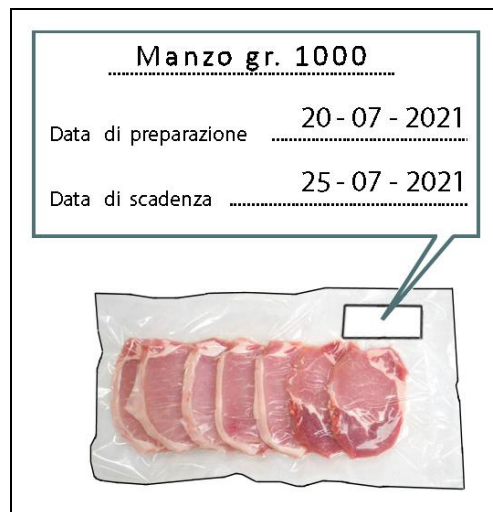 Manzo gr. 1000
Data di preparazione 20 - 07 - 2021
Data di scadenza 25 - 07 - 2021